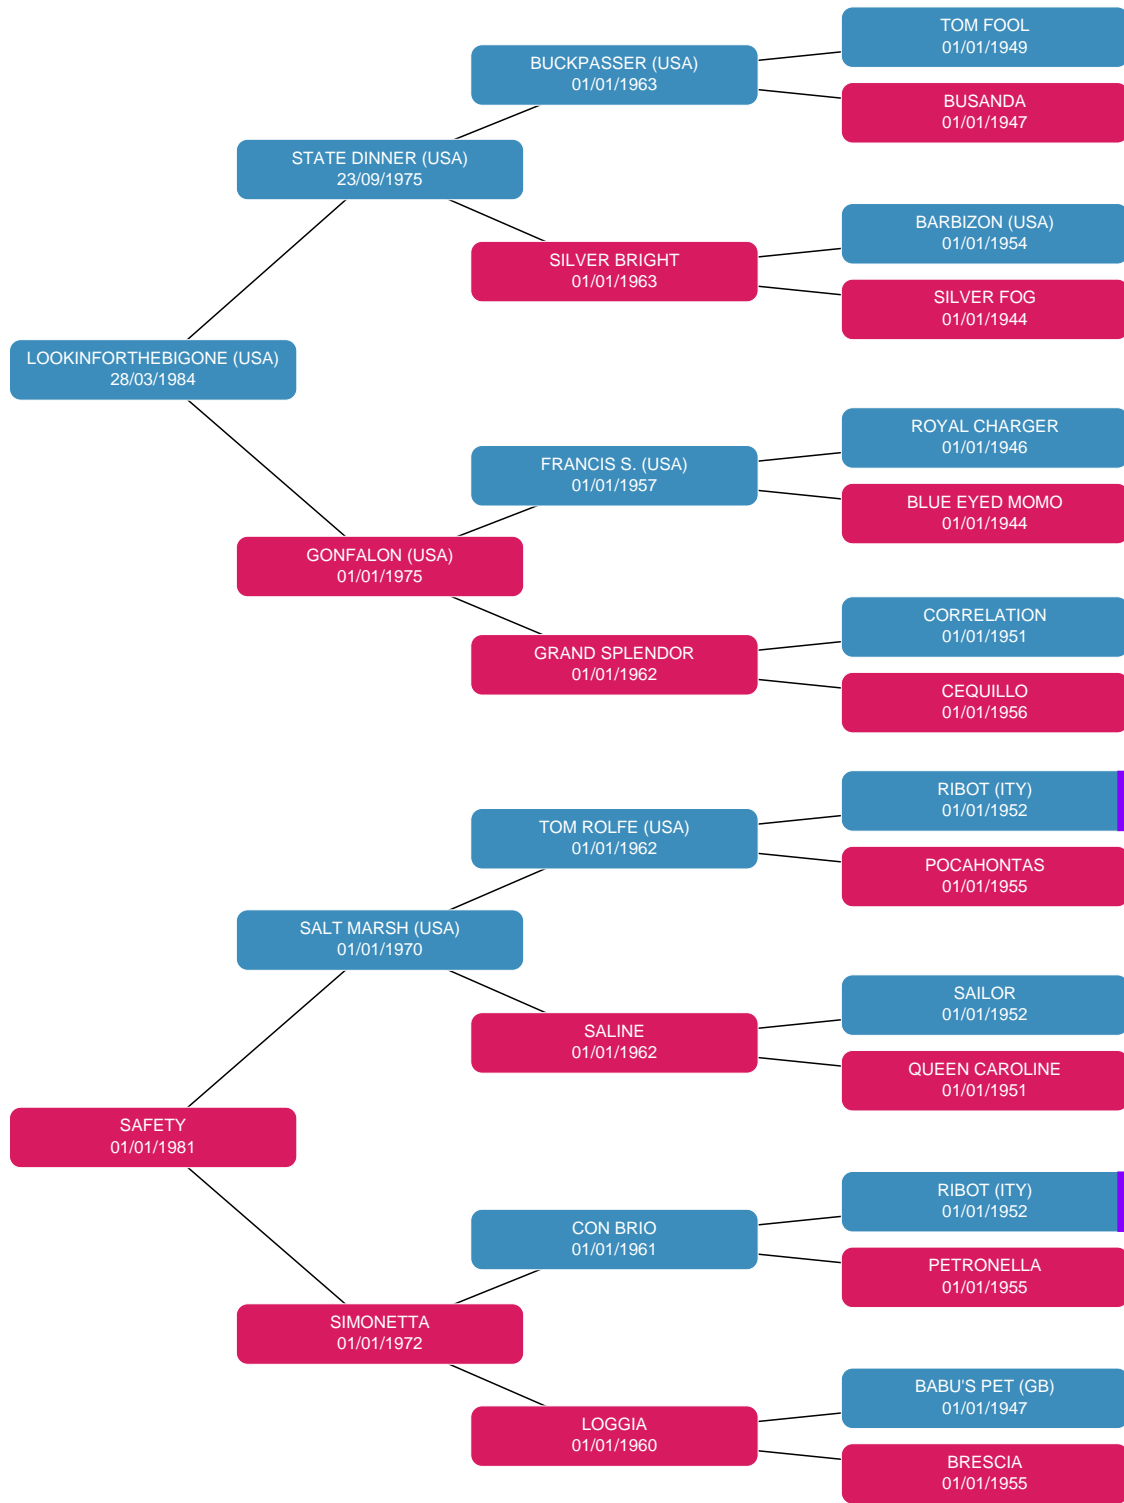 TOM FOOL
01/01/1949
BUCKPASSER (USA)
01/01/1963
BUSANDA
01/01/1947
STATE DINNER (USA)
23/09/1975
BARBIZON (USA)
01/01/1954
SILVER BRIGHT
01/01/1963
SILVER FOG
01/01/1944
LOOKINFORTHEBIGONE (USA)
28/03/1984
ROYAL CHARGER
01/01/1946
FRANCIS S. (USA)
01/01/1957
BLUE EYED MOMO
01/01/1944
GONFALON (USA)
01/01/1975
CORRELATION
01/01/1951
GRAND SPLENDOR
01/01/1962
CEQUILLO
01/01/1956
RIBOT (ITY)
01/01/1952
TOM ROLFE (USA)
01/01/1962
POCAHONTAS
01/01/1955
SALT MARSH (USA)
01/01/1970
SAILOR
01/01/1952
SALINE
01/01/1962
QUEEN CAROLINE
01/01/1951
SAFETY
01/01/1981
RIBOT (ITY)
01/01/1952
CON BRIO
01/01/1961
PETRONELLA
01/01/1955
SIMONETTA
01/01/1972
BABU'S PET (GB)
01/01/1947
LOGGIA
01/01/1960
BRESCIA
01/01/1955